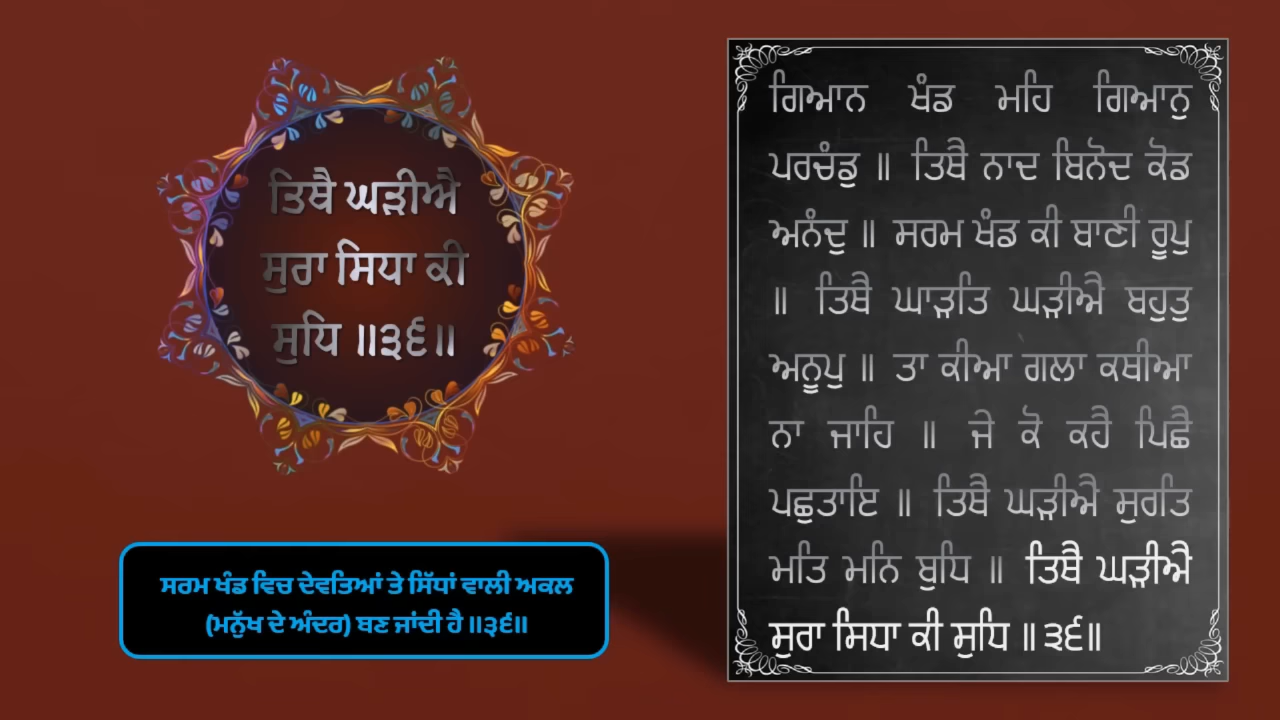 ਤਿਥੈ ਘੜੀਐ
ਸੁਰਾ ਸਿਧਾ ਕੀ
ਸੁਧਿ ॥੩੬॥
ਸਰਮ ਖੰਡ ਵਿਚ ਦੇਵਤਿਆਂ ਤੇ ਸਿੱਧਾਂ ਵਾਲੀ ਅਕਲ
(ਮਨੁੱਖ ਦੇ ਅੰਦਰ) ਬਣ ਜਾਂਦੀ ਹੈ ॥੩੬॥
ਗਿਆਨ ਖੰਡ ਮਹਿ ਗਿਆਨੁ
ਪਰਚੰਡੁ ॥ ਤਿਥੈ ਨਾਦ ਬਿਨੋਦ ਕੋਡ
ਅਨੰਦੁ ॥ ਸਰਮ ਖੰਡ ਕੀ ਬਾਣੀ ਰੂਪੁ
॥ ਤਿਥੈ ਘਾੜਤਿ ਘੜੀਐ ਬਹੁਤੁ
ਅਨੂਪੁ ॥ ਤਾ ਕੀਆ ਗਲਾ ਕਥੀਆ
ਨਾ ਜਾਹਿ ॥ ਜੇ ਕੋ ਕਹੈ ਪਿਛੈ
ਪਛੁਤਾਇ ॥ ਤਿਥੈ ਘੜੀਐ ਸੁਰਤਿ
ਮਤਿ ਮਨਿ ਬੁਧਿ ॥ ਤਿਥੈ ਘੜੀਐ
ਸੁਰਾ ਸਿਧਾ ਕੀ ਸੁਧਿ ॥੩੬॥